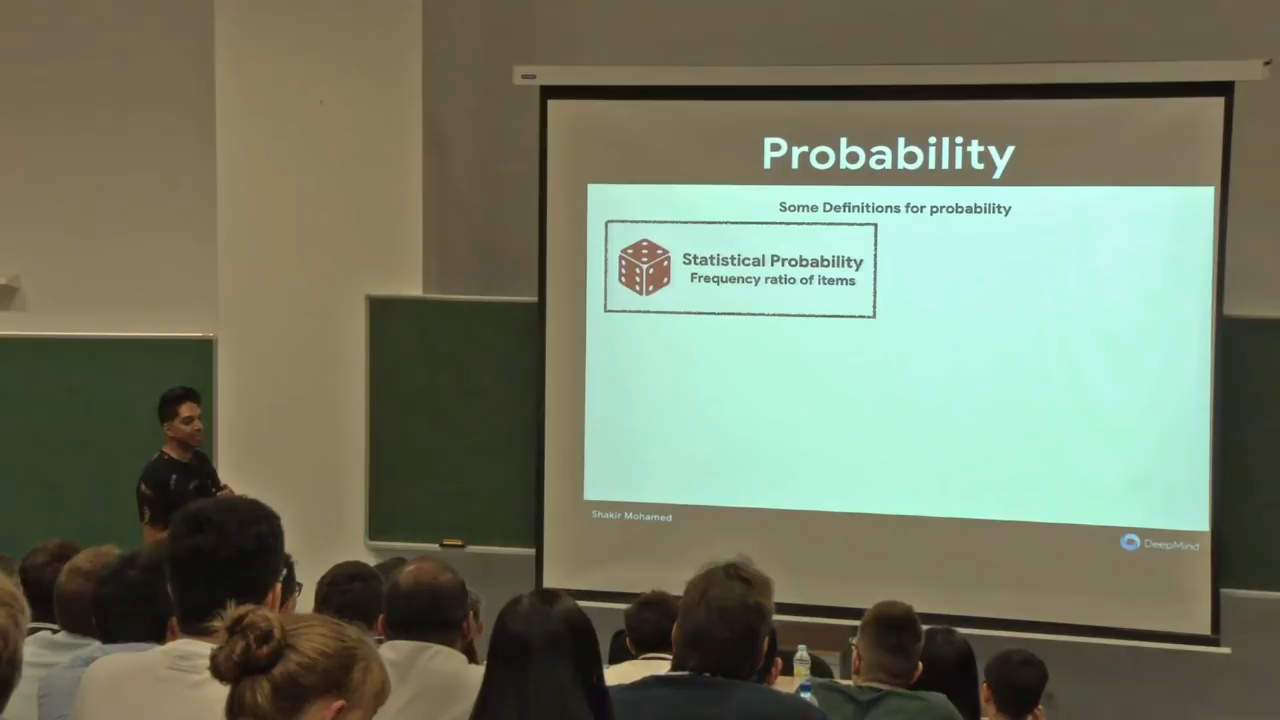 Probability
Some Definitions for probability
Statistical Probability
Frequency ratio of items
Shakir Mohamed
DeepMind